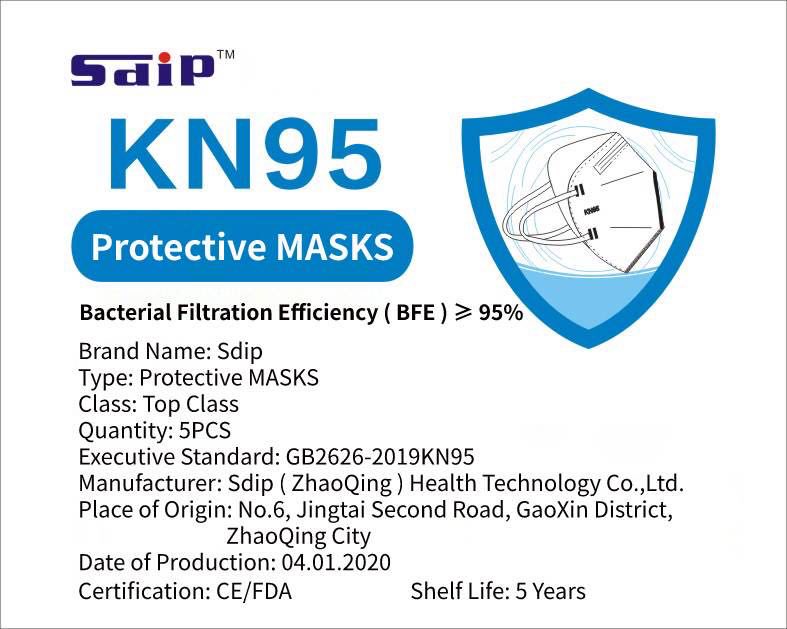 Sdip™
KN95
Protective MASKS
KN95
Bacterial Filtration Efficiency ( BFE ) ≥ 95%
Brand Name: Sdip
Type: Protective MASKS
Class: Top Class
Quantity: 5PCS
Executive Standard: GB2626-2019KN95
Manufacturer: Sdip ( ZhaoQing ) Health Technology Co.,Ltd.
Place of Origin: No.6, Jingtai Second Road, GaoXin District,
ZhaoQing City
Date of Production: 04.01.2020
Certification: CE/FDA Shelf Life: 5 Years